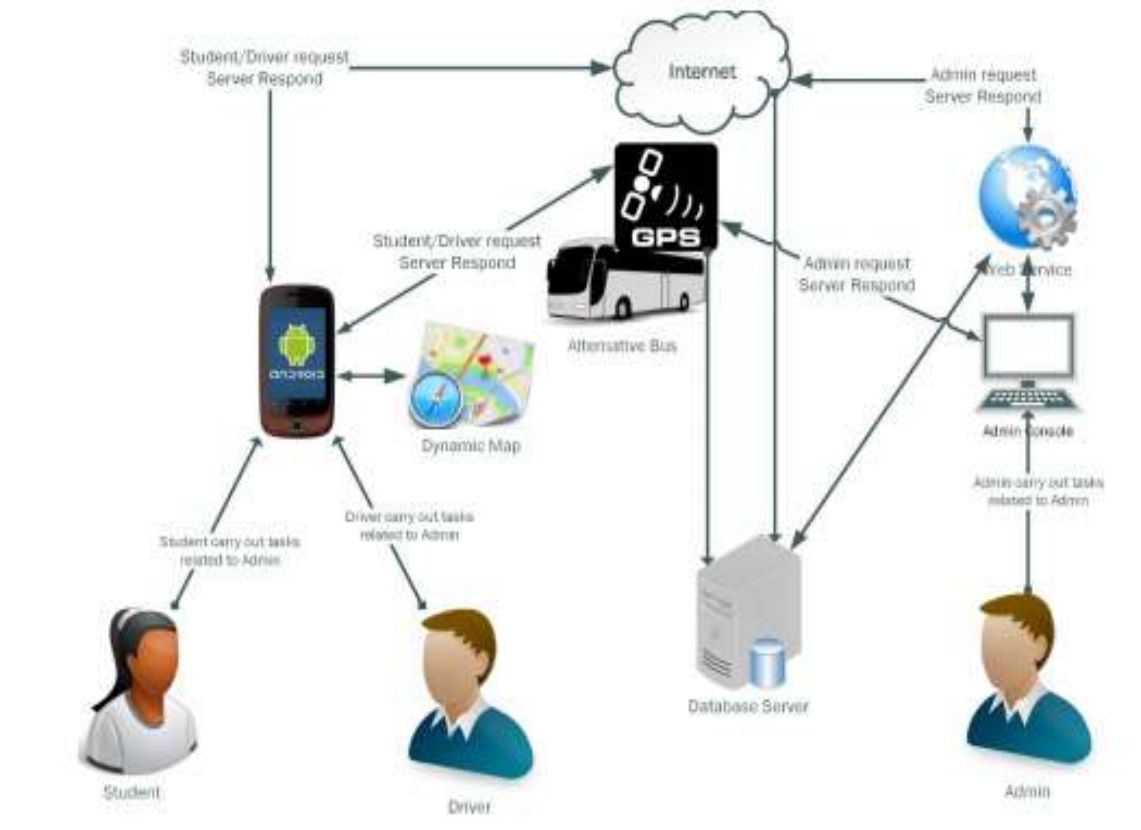 Student/Driver request
Server Respond
Internet
Admin request
Server Respond
GPS
Student/Driver request
Server Respond
Admin request
Server Respond
Web Service
Alternative Bus
ANDROID
Dynamic Map
Admin Console
Admin carry out tasks
related to Admin
Driver carry out tasks
related to Admin
Student carry out tasks
related to Admin
Database Server
Student
Driver
Admin